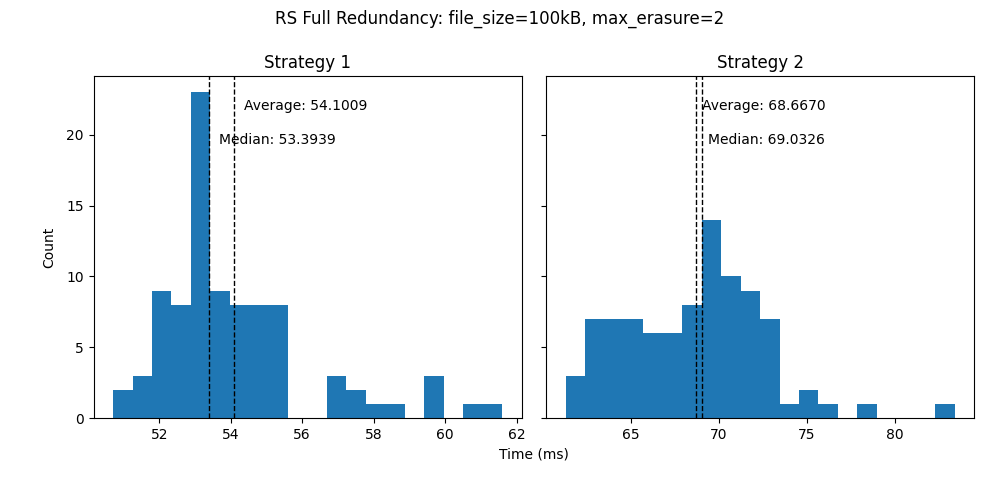 RS Full Redundancy: file_size=100kB, max_erasure=2
Strategy 1
Strategy 2
Average: 54.1009
Median: 53.3939
Average: 68.6670
Median: 69.0326
Count
20
15
10
5
0
52 54 56 58 60 62
65 70 75 80
Time (ms)